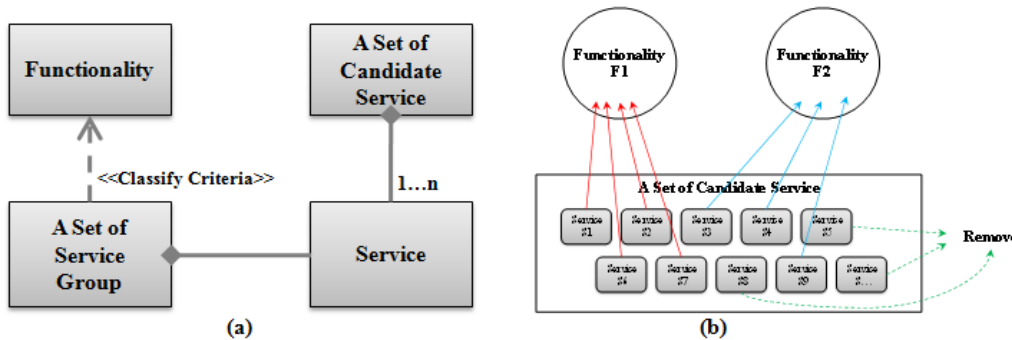 Functionality
A Set of
Candidate
Service
<<Classify Criteria>>
1...n
A Set of
Service
Group
Service
(a)
Functionality
F1
Functionality
F2
A Set of Candidate Service
Service
S1
Service
S2
Service
S3
Service
S4
Service
S5
Remove
Service
S6
Service
S7
Service
S8
Service
S9
Service
S...
(b)